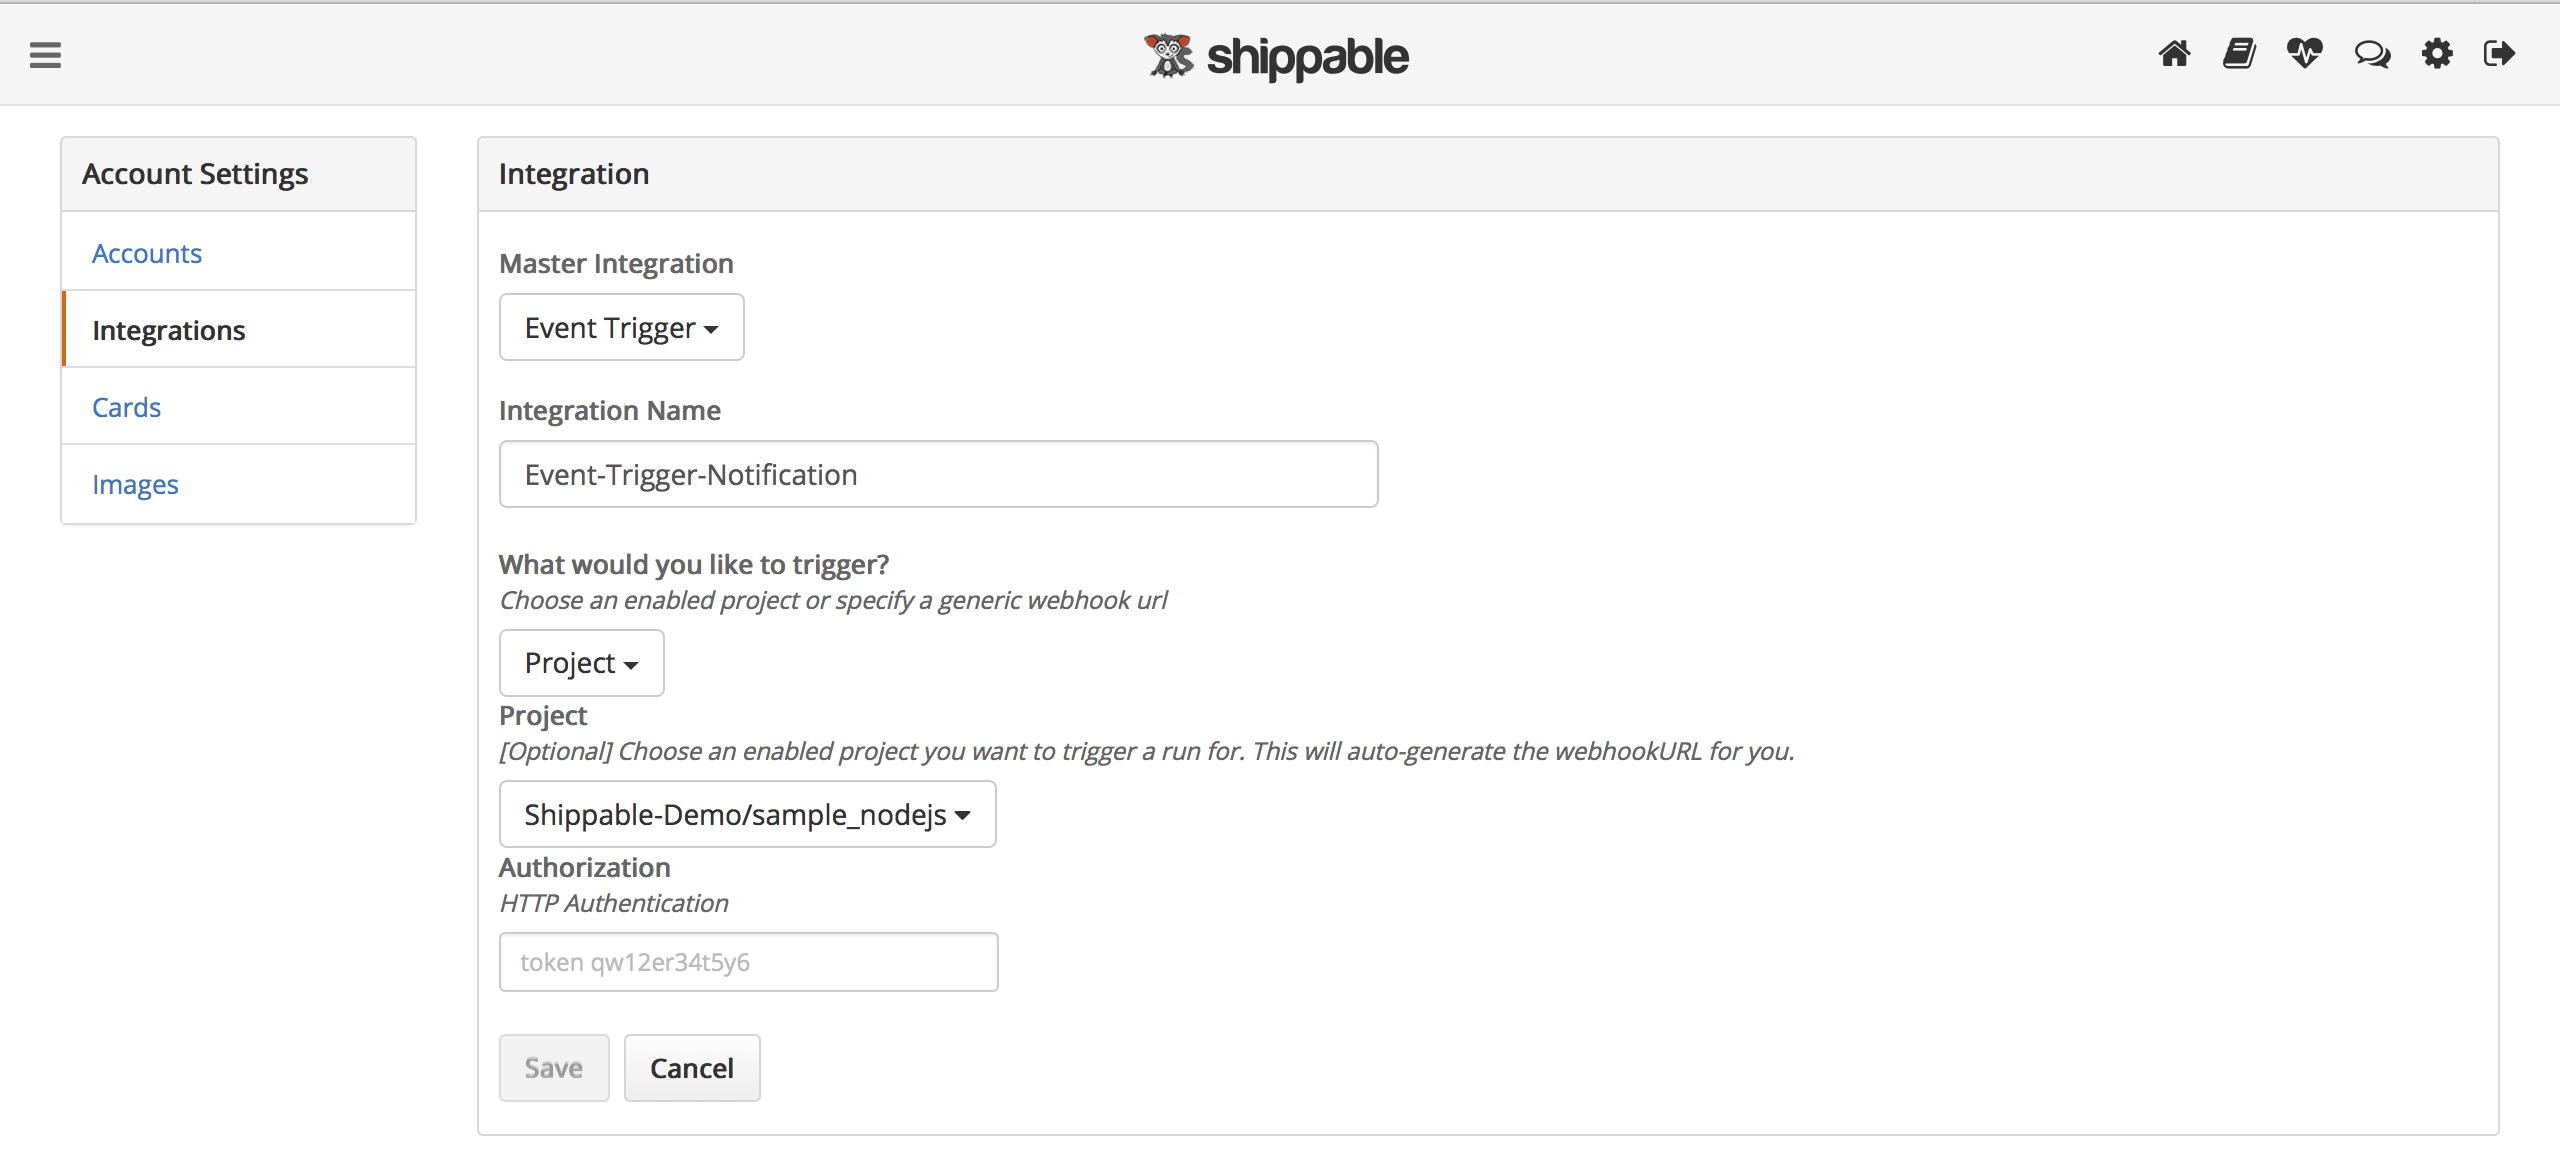 shippable
Account Settings
Accounts
Integrations
Cards
Images
Integration
Master Integration
Event Trigger
Integration Name
Event-Trigger-Notification
What would you like to trigger?
Choose an enabled project or specify a generic webhook url
Project
Project
[Optional] Choose an enabled project you want to trigger a run for. This will auto-generate the webhookURL for you.
Shippable-Demo/sample_nodejs
Authorization
HTTP Authentication
token qw12er34t5y6
Save Cancel